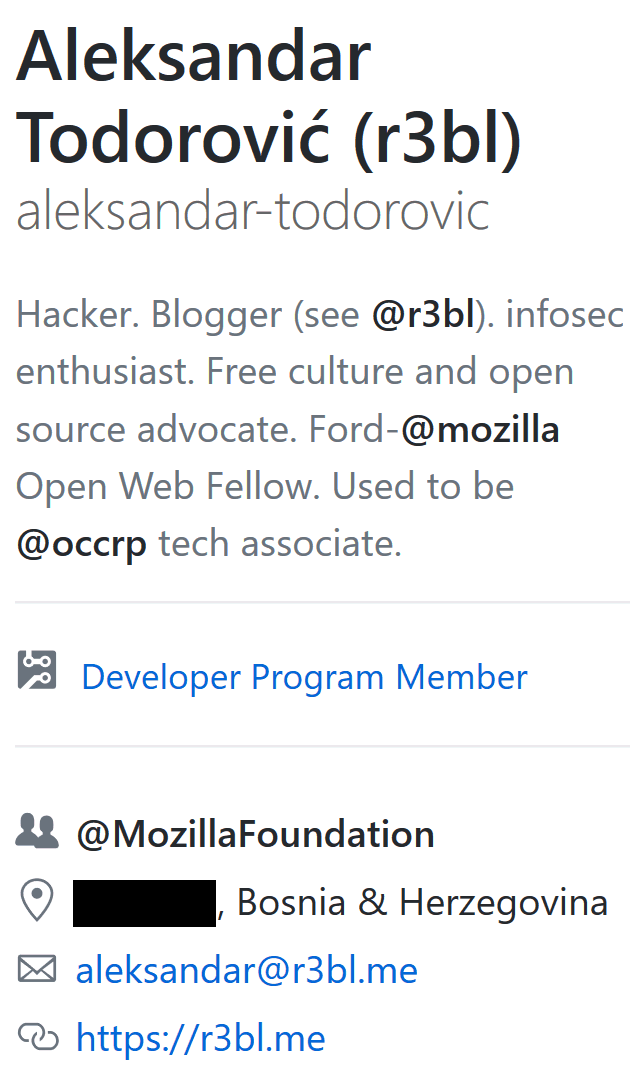 Aleksandar
Todorović (r3bl)
aleksandar-todorovic
Hacker. Blogger (see @r3bl). infosec
enthusiast. Free culture and open
source advocate. Ford-@mozilla
Open Web Fellow. Used to be
@occrp tech associate.
Developer Program Member
@MozillaFoundation
, Bosnia & Herzegovina
aleksandar@r3bl.me
https://r3bl.me